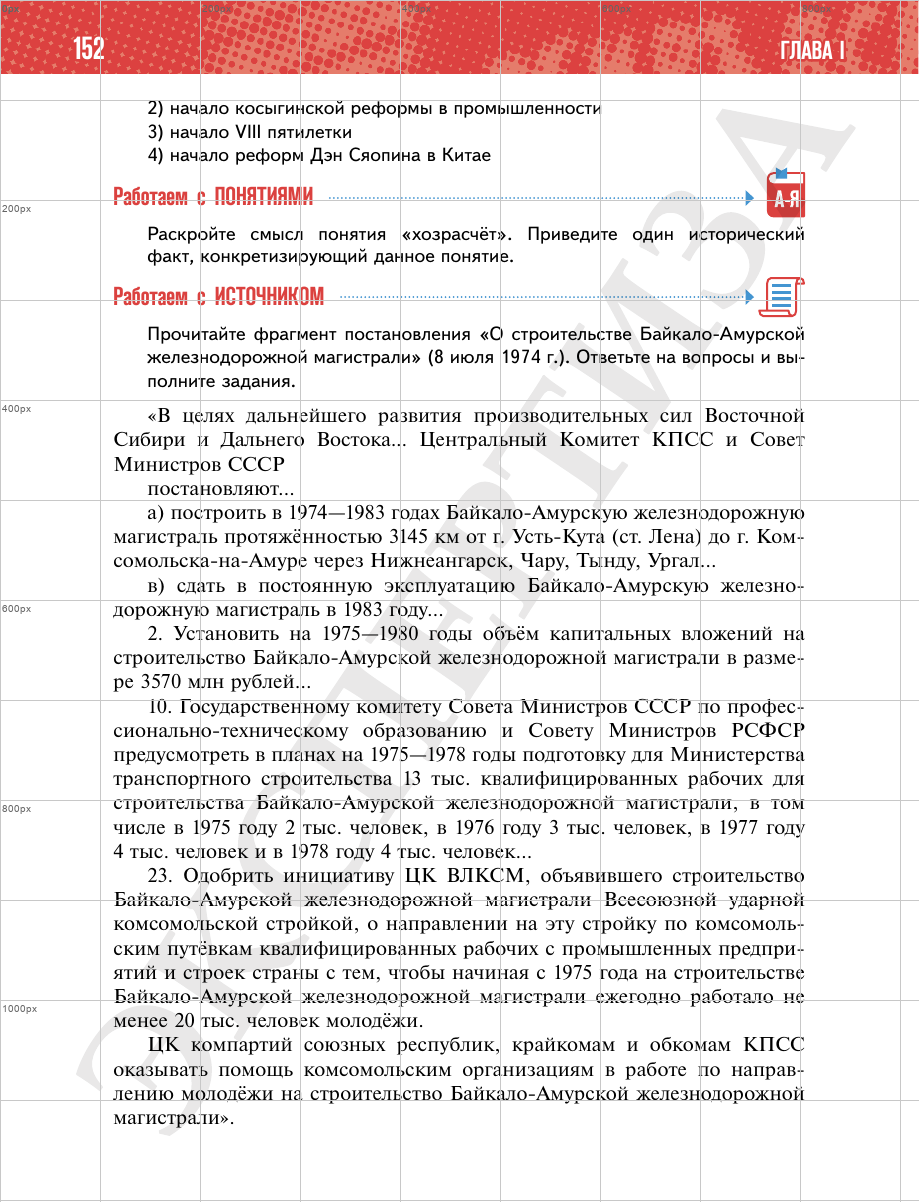 152
ГЛАВА I
2) начало косыгинской реформы в промышленности
3) начало VIII пятилетки
4) начало реформ Дэн Сяопина в Китае
Работаем с ПОНЯТИЯМИ
А-Я
Раскройте смысл понятия «хозрасчёт». Приведите один исторический
факт, конкретизирующий данное понятие.
200px
Работаем с ИСТОЧНИКОМ
Прочитайте фрагмент постановления «О строительстве Байкало-Амурской
железнодорожной магистрали» (8 июля 1974 г.). Ответьте на вопросы и вы-
полните задания.
400px
«В целях дальнейшего развития производительных сил Восточной
Сибири и Дальнего Востока... Центральный Комитет КПСС и Совет
Министров СССР
постановляют...
а) построить в 1974—1983 годах Байкало-Амурскую железнодорожную
магистраль протяжённостью 3145 км от г. Усть-Кута (ст. Лена) до г. Ком-
сомольска-на-Амуре через Нижнеангарск, Чару, Тынду, Ургал...
в) сдать в постоянную эксплуатацию Байкало-Амурскую железно-
дорожную магистраль в 1983 году...
600px
2. Установить на 1975—1980 годы объём капитальных вложений на
строительство Байкало-Амурской железнодорожной магистрали в разме-
ре 3570 млн рублей...
10. Государственному комитету Совета Министров СССР по профес-
сионально-техническому образованию и Совету Министров РСФСР
предусмотреть в планах на 1975—1978 годы подготовку для Министерства
транспортного строительства 13 тыс. квалифицированных рабочих для
строительства Байкало-Амурской железнодорожной магистрали, в том
800px
числе в 1975 году 2 тыс. человек, в 1976 году 3 тыс. человек, в 1977 году
4 тыс. человек и в 1978 году 4 тыс. человек...
23. Одобрить инициативу ЦК ВЛКСМ, объявившего строительство
Байкало-Амурской железнодорожной магистрали Всесоюзной ударной
комсомольской стройкой, о направлении на эту стройку по комсомоль-
ским путёвкам квалифицированных рабочих с промышленных предпри-
ятий и строек страны с тем, чтобы начиная с 1975 года на строительстве
Байкало-Амурской железнодорожной магистрали ежегодно работало не
1000px
менее 20 тыс. человек молодёжи.
ЦК компартий союзных республик, крайкомам и обкомам КПСС
оказывать помощь комсомольским организациям в работе по направ-
лению молодёжи на строительство Байкало-Амурской железнодорожной
магистрали».
ЭКСПЕРТИЗА